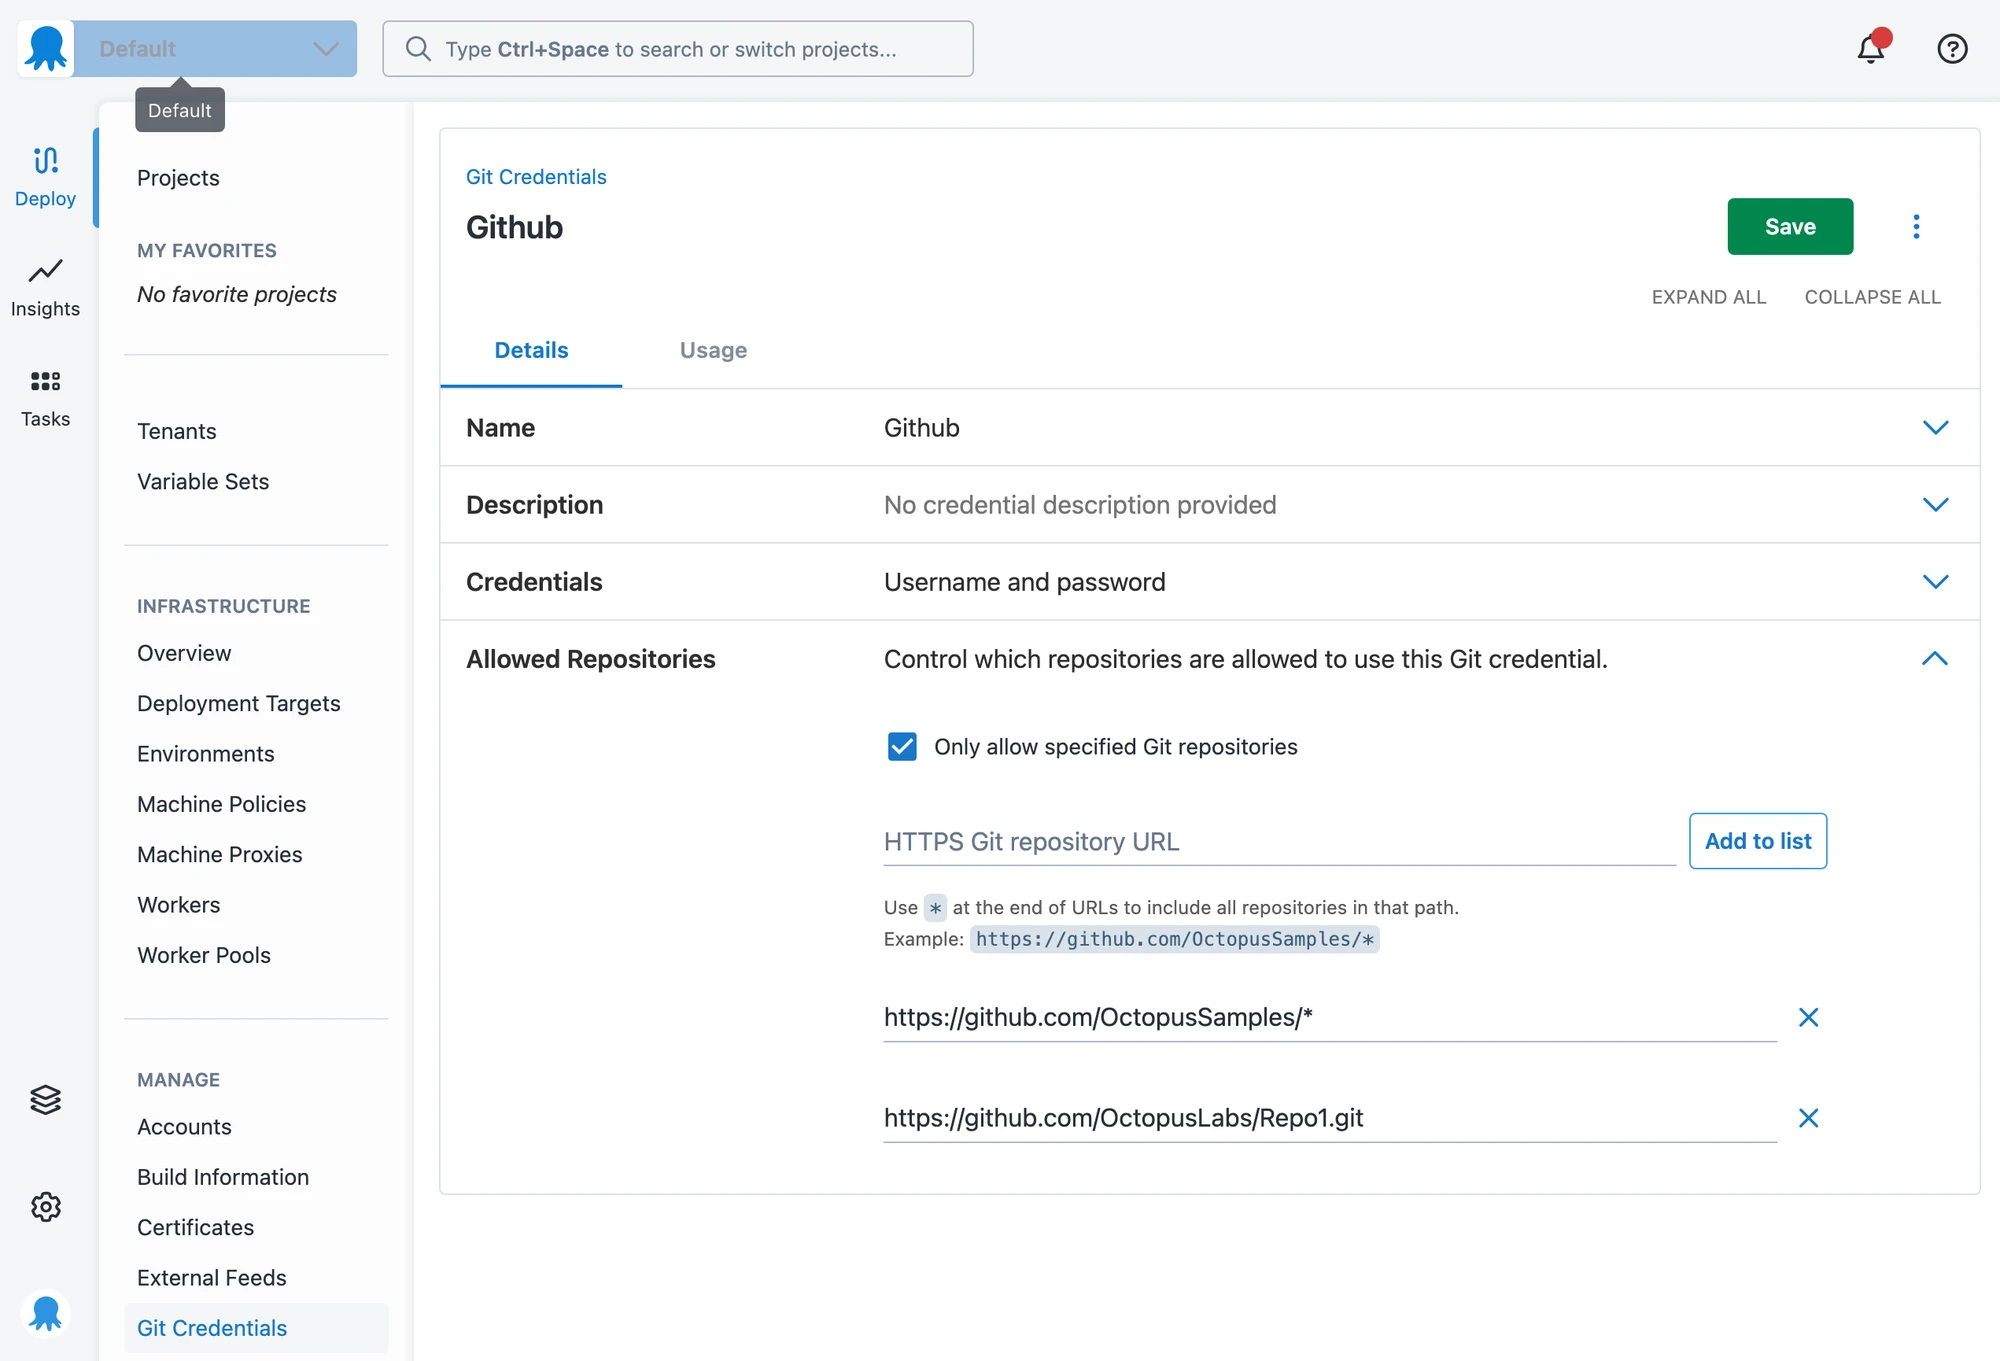 Default
Type Ctrl+Space to search or switch projects...
Default
Deploy
Insights
Tasks
Projects
MY FAVORITES
No favorite projects
Tenants
Variable Sets
INFRASTRUCTURE
Overview
Deployment Targets
Environments
Machine Policies
Machine Proxies
Workers
Worker Pools
MANAGE
Accounts
Build Information
Certificates
External Feeds
Git Credentials
Git Credentials
Github
Save
EXPAND ALL COLLAPSE ALL
Details Usage
Name Github
Description No credential description provided
Credentials Username and password
Allowed Repositories Control which repositories are allowed to use this Git credential.
Only allow specified Git repositories
HTTPS Git repository URL Add to list
Use * at the end of URLs to include all repositories in that path.
Example: https://github.com/OctopusSamples/*
https://github.com/OctopusSamples/*
https://github.com/OctopusLabs/Repo1.git